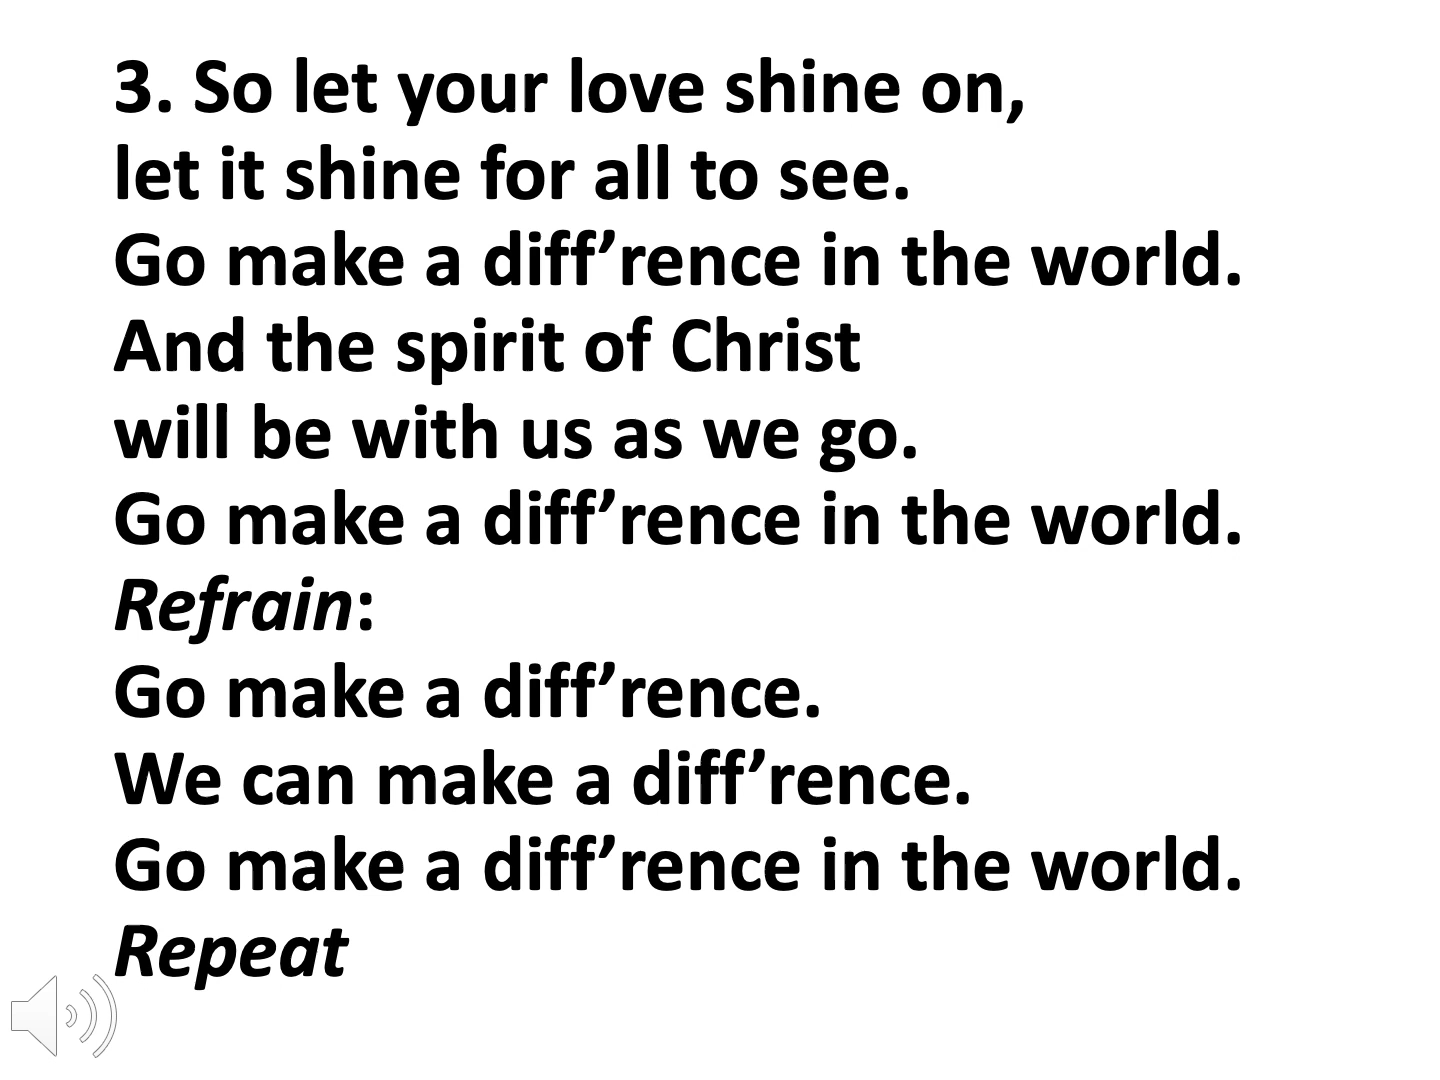 3. So let your love shine on,
let it shine for all to see.
Go make a diff’rence in the world.
And the spirit of Christ
will be with us as we go.
Go make a diff’rence in the world.
Refrain:
Go make a diff’rence.
We can make a diff’rence.
Go make a diff’rence in the world.
Repeat